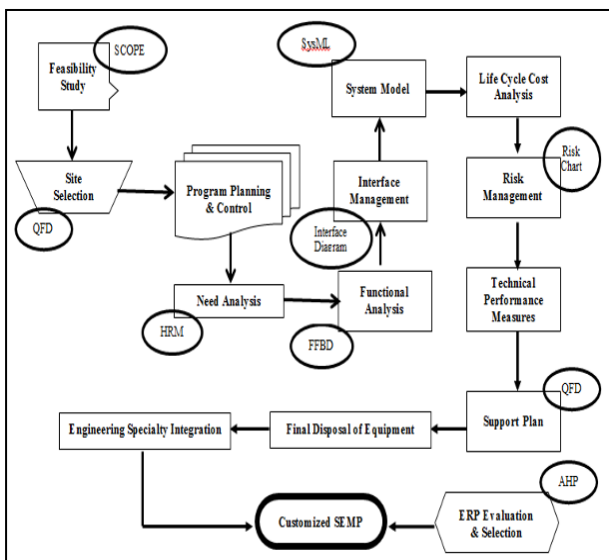 SCOPE
Feasibility
Study
Site
Selection
QFD
Program Planning
& Control
Need Analysis
HRM
Functional
Analysis
FFBD
Interface
Management
Interface
Diagram
System Model
SysML
Life Cycle Cost
Analysis
Risk
Management
Risk
Chart
Technical
Performance
Measures
QFD
Support Plan
Final Disposal of Equipment
Engineering Specialty Integration
Customized SEMP
AHP
ERP Evaluation
& Selection